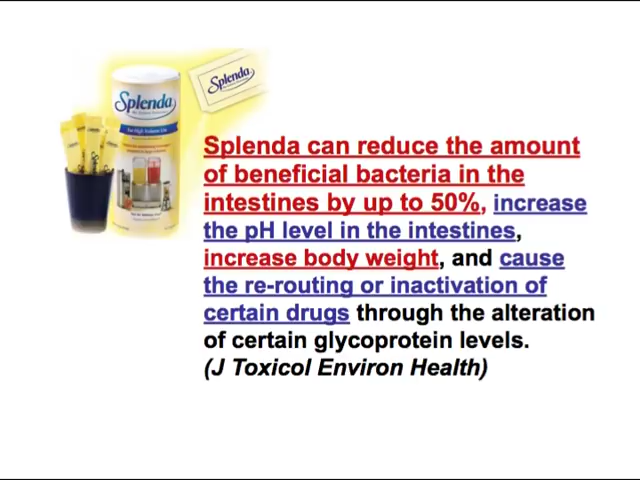 Splenda
Splenda
Splenda can reduce the amount
of beneficial bacteria in the
intestines by up to 50%, increase
the pH level in the intestines,
increase body weight, and cause
the re-routing or inactivation of
certain drugs through the alteration
of certain glycoprotein levels.
(J Toxicol Environ Health)